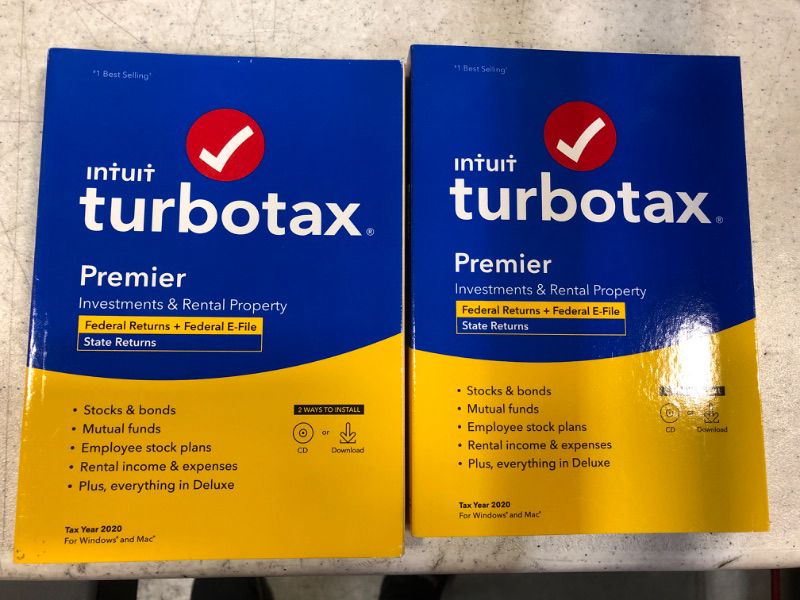 #1 Best Selling
intuit
turbotax®
Premier
Investments & Rental Property
Federal Returns + Federal E-File
State Returns
• Stocks & bonds
• Mutual funds
• Employee stock plans
• Rental income & expenses
• Plus, everything in Deluxe
2 WAYS TO INSTALL
CD or Download
Tax Year 2020
For Windows® and Mac®
#1 Best Selling
intuit
turbotax®
Premier
Investments & Rental Property
Federal Returns + Federal E-File
State Returns
• Stocks & bonds
• Mutual funds
• Employee stock plans
• Rental income & expenses
• Plus, everything in Deluxe
CD or Download
Tax Year 2020
For Windows® and Mac®